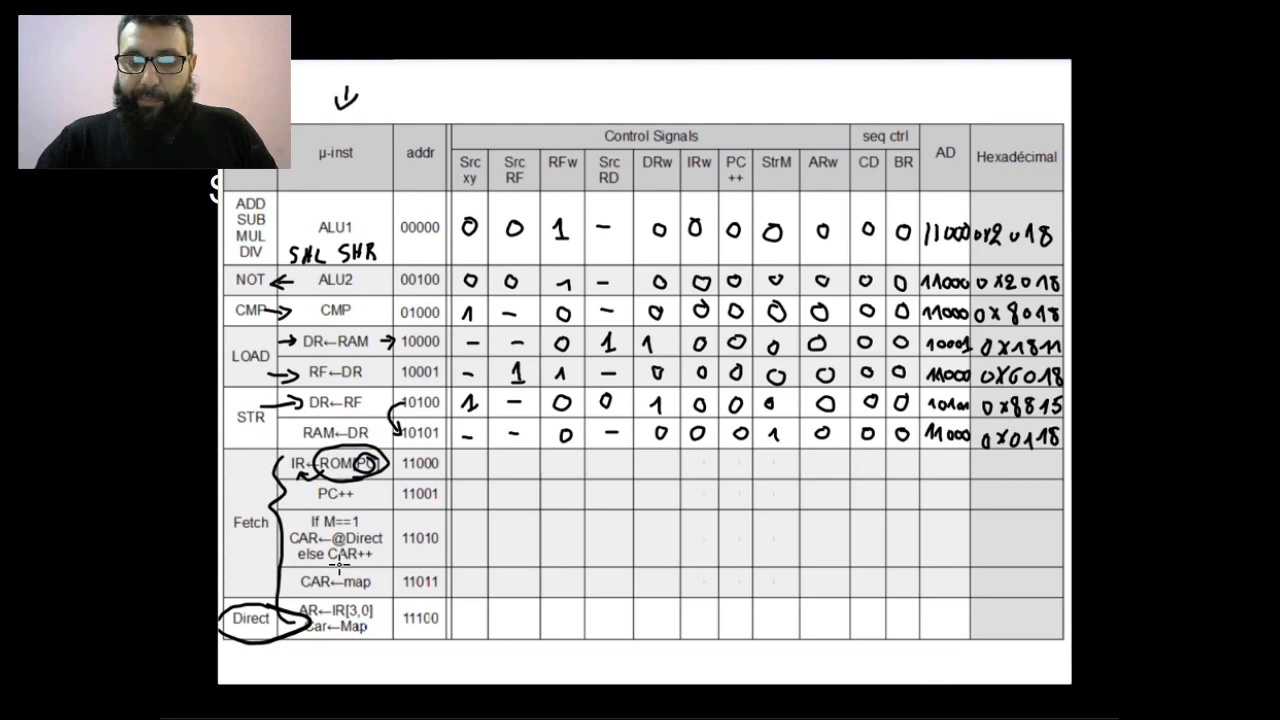 S
Control Signals seq ctrl
µ-inst addr Src xy Src RF RFw Src RD DRw IRw PC ++ StrM ARw CD BR AD Hexadécimal
ADD SUB MUL DIV ALU1 SHL SHR 00000 0 0 1 - 0 0 0 0 0 0 0 11000 0x2018
NOT ALU2 00100 0 0 1 - 0 0 0 0 0 0 0 11000 0x2018
CMP CMP 01000 1 - 0 - 0 0 0 0 0 0 0 11000 0x8018
LOAD DR←RAM 10000 - - 0 1 1 0 0 0 0 0 0 10001 0x1811
RF←DR 10001 - 1 1 - 0 0 0 0 0 0 0 11000 0x6018
STR DR←RF 10100 1 - 0 0 1 0 0 0 0 0 0 10101 0x8815
RAM←DR 10101 - - 0 - 0 0 0 1 0 0 0 11000 0x0118
Fetch IR←ROM[PC] 11000
PC++ 11001
If M==1
CAR←@Direct 11010
else CAR++
CAR←map 11011
Direct AR←IR[3,0] 11100
Car←Map